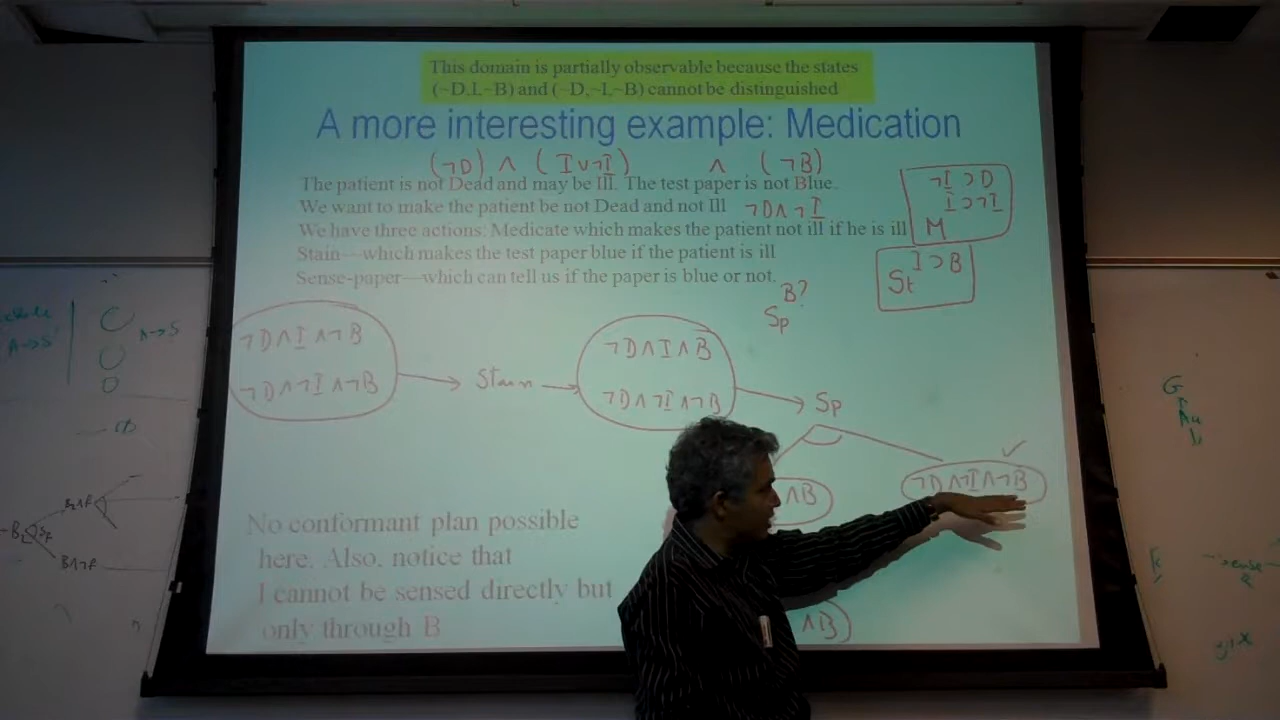 This domain is partially observable because the states
(~D,I,~B) and (~D,~I,~B) cannot be distinguished
A more interesting example: Medication
(¬D) ∧ (I∨¬I) ∧ (¬B)
The patient is not Dead and may be Ill. The test paper is not Blue.
We want to make the patient be not Dead and not Ill ¬D∧¬I
We have three actions: Medicate which makes the patient not ill if he is ill
Stain—which makes the test paper blue if the patient is ill
Sense-paper—which can tell us if the paper is blue or not.
¬I ⊃ D
I ⊃ ¬I
M
I ⊃ B
St
B?
Sp
¬D∧I∧¬B
¬D∧¬I∧¬B
Stain
¬D∧I∧B
¬D∧¬I∧¬B
Sp
∧B
¬D∧¬I∧¬B
∧B
No conformant plan possible
here. Also, notice that
I cannot be sensed directly but
only through B
A→S
G